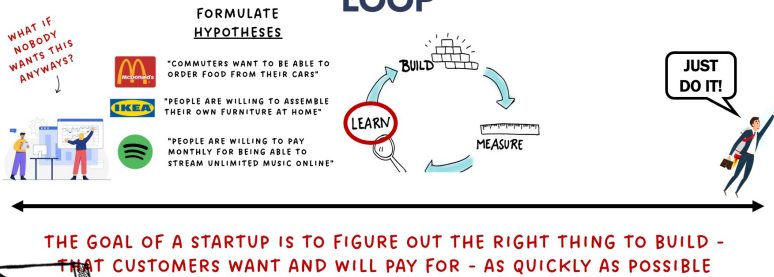 LOOP
WHAT IF
NOBODY
WANTS THIS
ANYWAYS?
FORMULATE
HYPOTHESES
McDonald's
"COMMUTERS WANT TO BE ABLE TO
ORDER FOOD FROM THEIR CARS"
IKEA
"PEOPLE ARE WILLING TO ASSEMBLE
THEIR OWN FURNITURE AT HOME"
"PEOPLE ARE WILLING TO PAY
MONTHLY FOR BEING ABLE TO
STREAM UNLIMITED MUSIC ONLINE"
BUILD
LEARN
MEASURE
JUST
DO IT!
THE GOAL OF A STARTUP IS TO FIGURE OUT THE RIGHT THING TO BUILD -
THAT CUSTOMERS WANT AND WILL PAY FOR - AS QUICKLY AS POSSIBLE